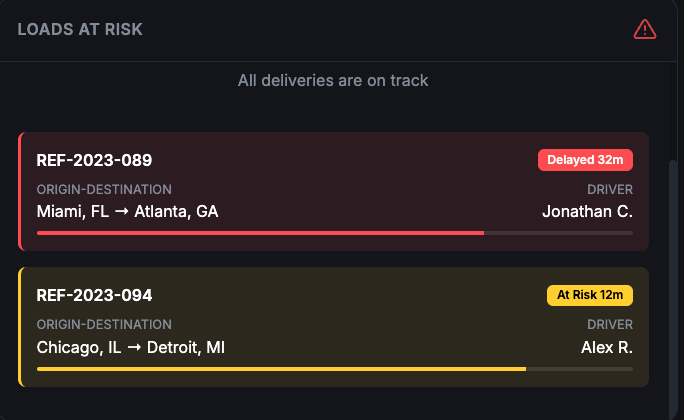 LOADS AT RISK
All deliveries are on track
REF-2023-089
Delayed 32m
ORIGIN-DESTINATION
DRIVER
Miami, FL → Atlanta, GA
Jonathan C.
REF-2023-094
At Risk 12m
ORIGIN-DESTINATION
DRIVER
Chicago, IL → Detroit, MI
Alex R.